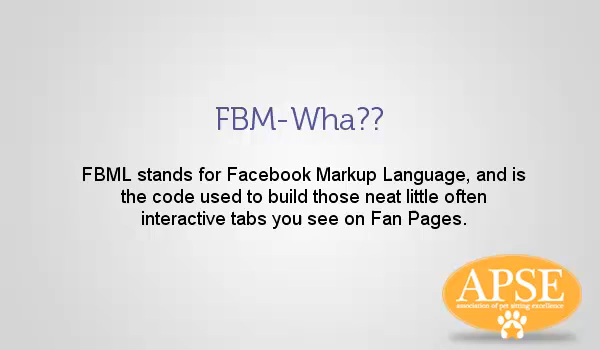 FBM-Wha??
FBML stands for Facebook Markup Language, and is
the code used to build those neat little often
interactive tabs you see on Fan Pages.
APSE
association of pet sitting excellence